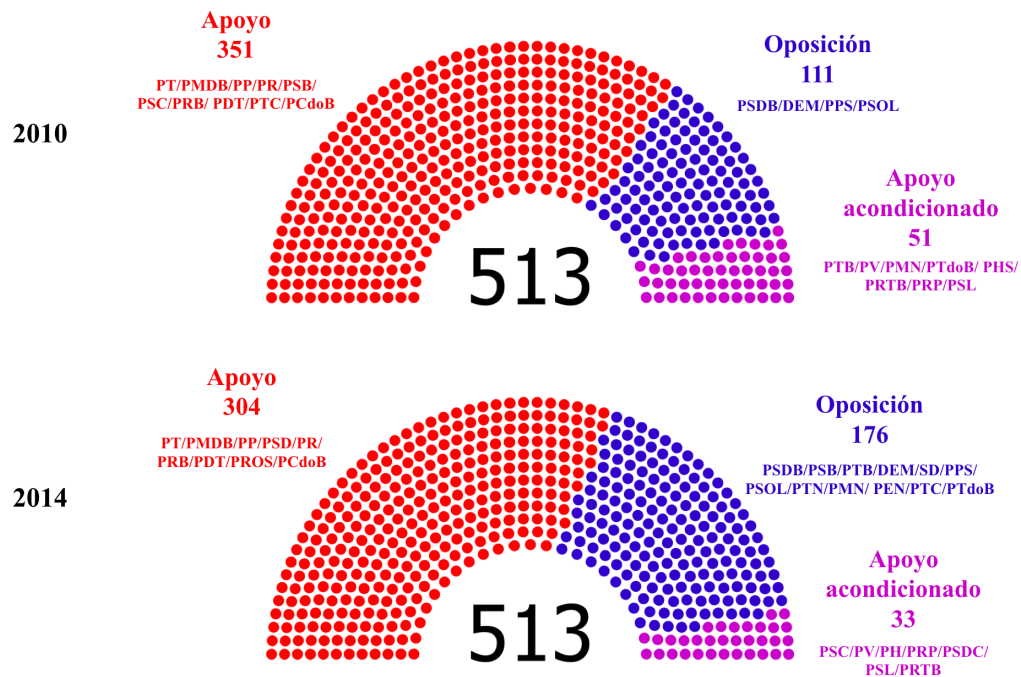 2010
Apoyo
351
PT/PMDB/PP/PR/PSB/
PSC/PRB/ PDT/PTC/PCdoB
Oposición
111
PSDB/DEM/PPS/PSOL
Apoyo
acondicionado
51
PTB/PV/PMN/PTdoB/ PHS/
PRTB/PRP/PSL
513
2014
Apoyo
304
PT/PMDB/PP/PSD/PR/
PRB/PDT/PROS/PCdoB
Oposición
176
PSDB/PSB/PTB/DEM/SD/PPS/
PSOL/PTN/PMN/ PEN/PTC/PTdoB
Apoyo
acondicionado
33
PSC/PV/PH/PRP/PSDC/
PSL/PRTB
513